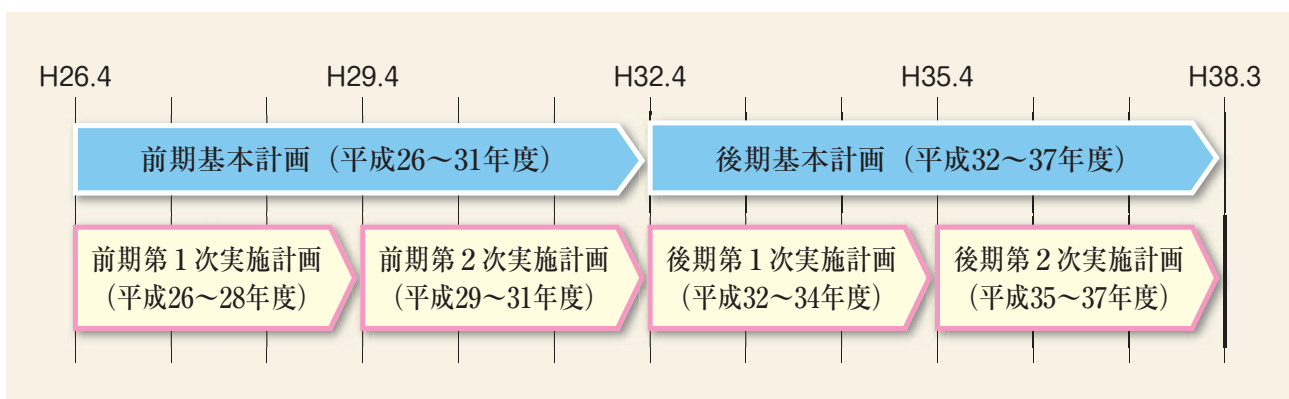 H26.4 H29.4 H32.4 H35.4 H38.3
前期基本計画（平成26～31年度） 後期基本計画（平成32～37年度）
前期第１次実施計画
（平成26～28年度）
前期第２次実施計画
（平成29～31年度）
後期第１次実施計画
（平成32～34年度）
後期第２次実施計画
（平成35～37年度）